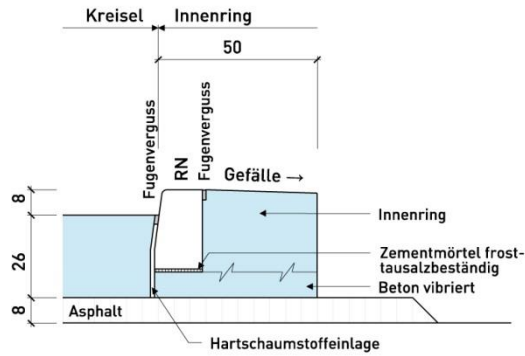 Kreisel Innenring
50
Fugenverguss
RN
Fugenverguss
Gefälle →
8
26
8
Innenring
Zementmörtel frost-
tausalzbeständig
Beton vibriert
Asphalt
Hartschaumstoffeinlage